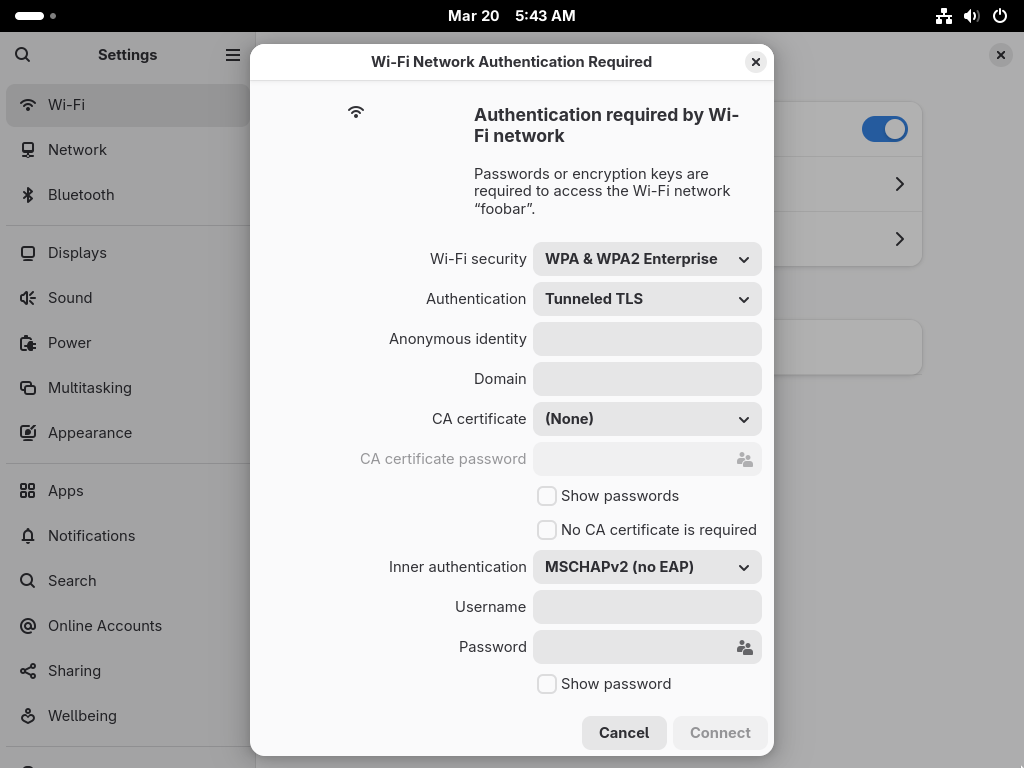 Mar 20 5:43 AM
Settings
Wi-Fi
Network
Bluetooth
Displays
Sound
Power
Multitasking
Appearance
Apps
Notifications
Search
Online Accounts
Sharing
Wellbeing
Wi-Fi Network Authentication Required
Authentication required by Wi-
Fi network
Passwords or encryption keys are
required to access the Wi-Fi network
“foobar”.
Wi-Fi security WPA & WPA2 Enterprise
Authentication Tunneled TLS
Anonymous identity
Domain
CA certificate (None)
CA certificate password
Show passwords
No CA certificate is required
Inner authentication MSCHAPv2 (no EAP)
Username
Password
Show password
Cancel Connect